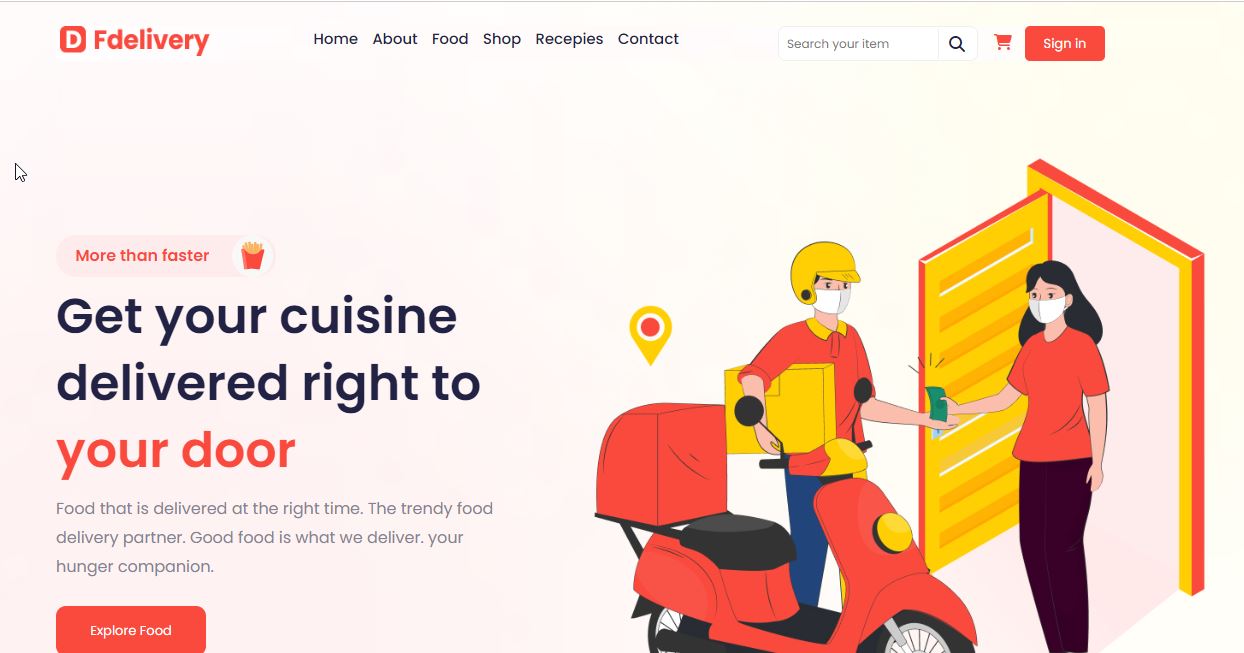 D Fdelivery
Home About Food Shop Recepies Contact
Search your item
Sign in
More than faster
Get your cuisine
delivered right to
your door
Food that is delivered at the right time. The trendy food
delivery partner. Good food is what we deliver. your
hunger companion.
Explore Food